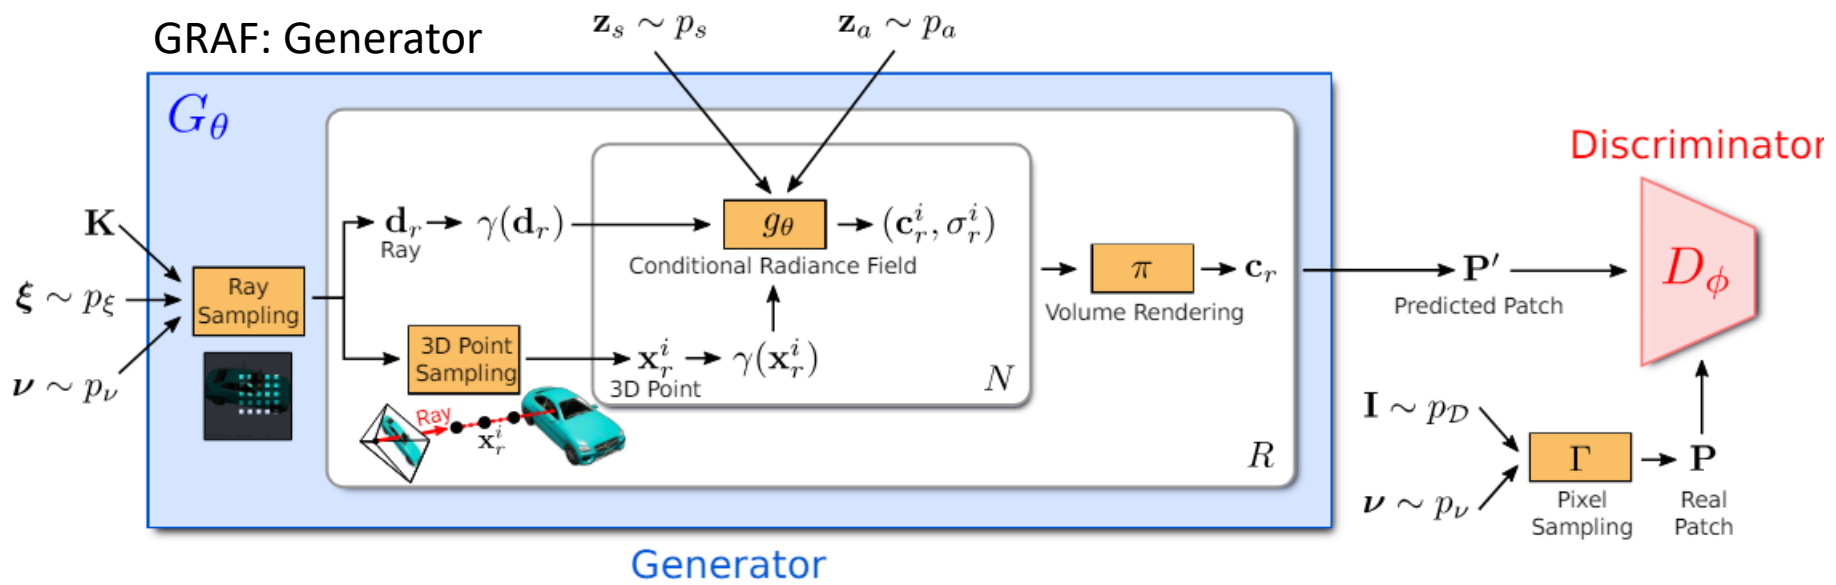 GRAF: Generator
z_s ∼ p_s
z_a ∼ p_a
G_θ
K
ξ ∼ p_ξ
ν ∼ p_ν
Ray
Sampling
d_r
Ray
γ(d_r)
g_θ
(c_r^i, σ_r^i)
Conditional Radiance Field
3D Point
Sampling
x_r^i
3D Point
γ(x_r^i)
N
Ray
x_r^i
π
Volume Rendering
c_r
R
Generator
P′
Predicted Patch
Discriminator
D_ϕ
I ∼ p_𝒟
ν ∼ p_ν
Γ
Pixel
Sampling
P
Real
Patch